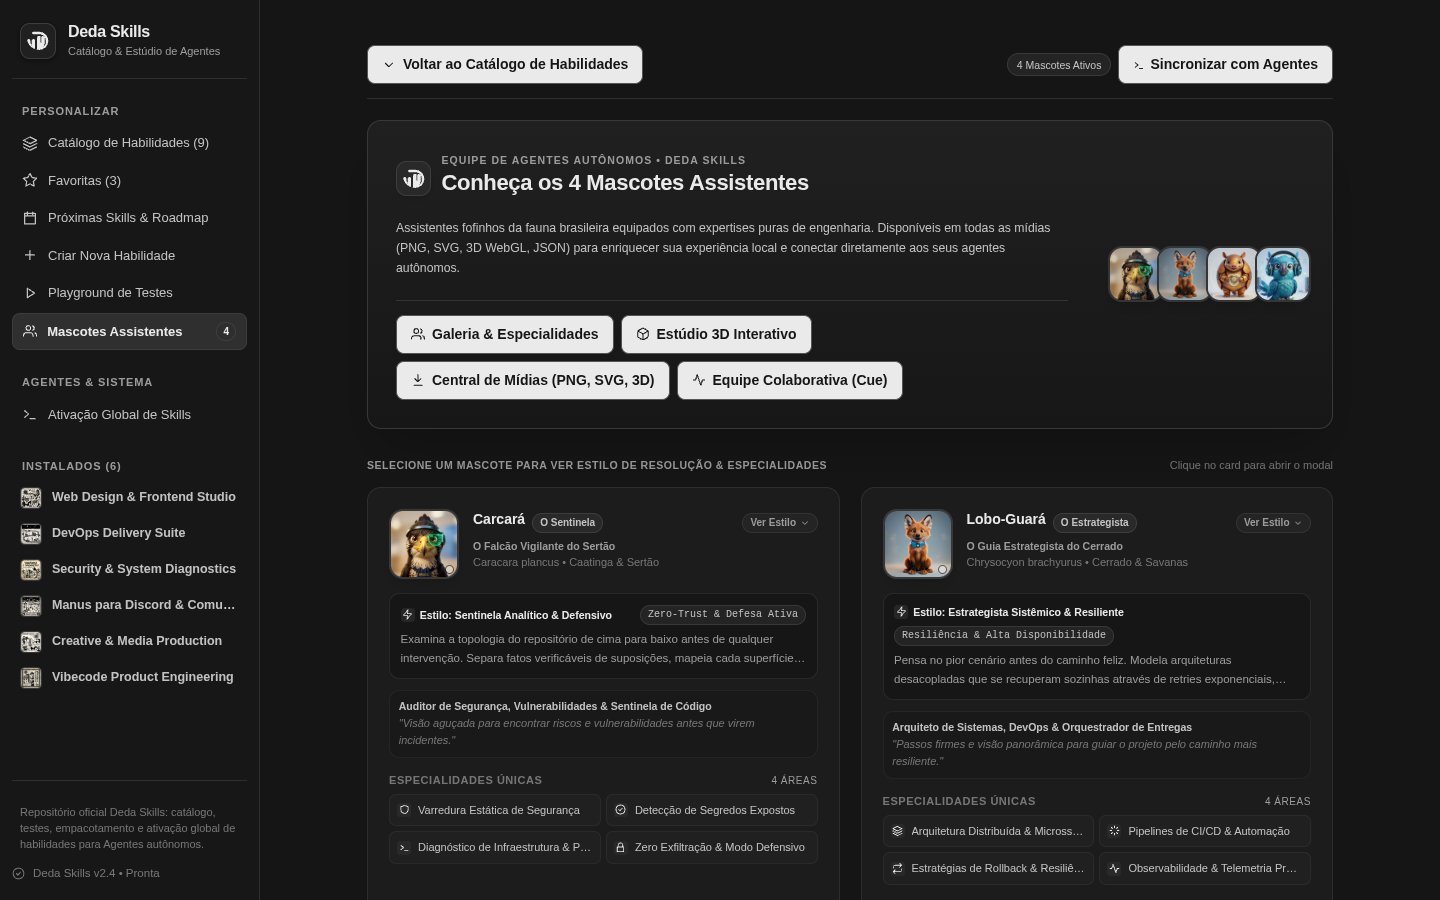 Deda Skills
Catálogo & Estúdio de Agentes
PERSONALIZAR
Catálogo de Habilidades (9)
Favoritas (3)
Próximas Skills & Roadmap
Criar Nova Habilidade
Playground de Testes
Mascotes Assistentes 4
AGENTES & SISTEMA
Ativação Global de Skills
INSTALADOS (6)
Web Design & Frontend Studio
DevOps Delivery Suite
Security & System Diagnostics
Manus para Discord & Comu…
Creative & Media Production
Vibecode Product Engineering
Repositório oficial Deda Skills: catálogo,
testes, empacotamento e ativação global de
habilidades para Agentes autônomos.
Deda Skills v2.4 • Pronta
Voltar ao Catálogo de Habilidades
4 Mascotes Ativos
Sincronizar com Agentes
EQUIPE DE AGENTES AUTÔNOMOS • DEDA SKILLS
Conheça os 4 Mascotes Assistentes
Assistentes fofinhos da fauna brasileira equipados com expertises puras de engenharia. Disponíveis em todas as mídias
(PNG, SVG, 3D WebGL, JSON) para enriquecer sua experiência local e conectar diretamente aos seus agentes
autônomos.
Galeria & Especialidades
Estúdio 3D Interativo
Central de Mídias (PNG, SVG, 3D)
Equipe Colaborativa (Cue)
SELECIONE UM MASCOTE PARA VER ESTILO DE RESOLUÇÃO & ESPECIALIDADES
Clique no card para abrir o modal
Carcará O Sentinela Ver Estilo
O Falcão Vigilante do Sertão
Caracara plancus • Caatinga & Sertão
Estilo: Sentinela Analítico & Defensivo Zero-Trust & Defesa Ativa
Examina a topologia do repositório de cima para baixo antes de qualquer
intervenção. Separa fatos verificáveis de suposições, mapeia cada superfície…
Auditor de Segurança, Vulnerabilidades & Sentinela de Código
"Visão aguçada para encontrar riscos e vulnerabilidades antes que virem
incidentes."
ESPECIALIDADES ÚNICAS 4 ÁREAS
Varredura Estática de Segurança
Detecção de Segredos Expostos
Diagnóstico de Infraestrutura & P…
Zero Exfiltração & Modo Defensivo
Lobo-Guará O Estrategista Ver Estilo
O Guia Estrategista do Cerrado
Chrysocyon brachyurus • Cerrado & Savanas
Estilo: Estrategista Sistêmico & Resiliente
Resiliência & Alta Disponibilidade
Pensa no pior cenário antes do caminho feliz. Modela arquiteturas
desacopladas que se recuperam sozinhas através de retries exponenciais,…
Arquiteto de Sistemas, DevOps & Orquestrador de Entregas
"Passos firmes e visão panorâmica para guiar o projeto pelo caminho mais
resiliente."
ESPECIALIDADES ÚNICAS 4 ÁREAS
Arquitetura Distribuída & Micross…
Pipelines de CI/CD & Automação
Estratégias de Rollback & Resiliê…
Observabilidade & Telemetria Pr…